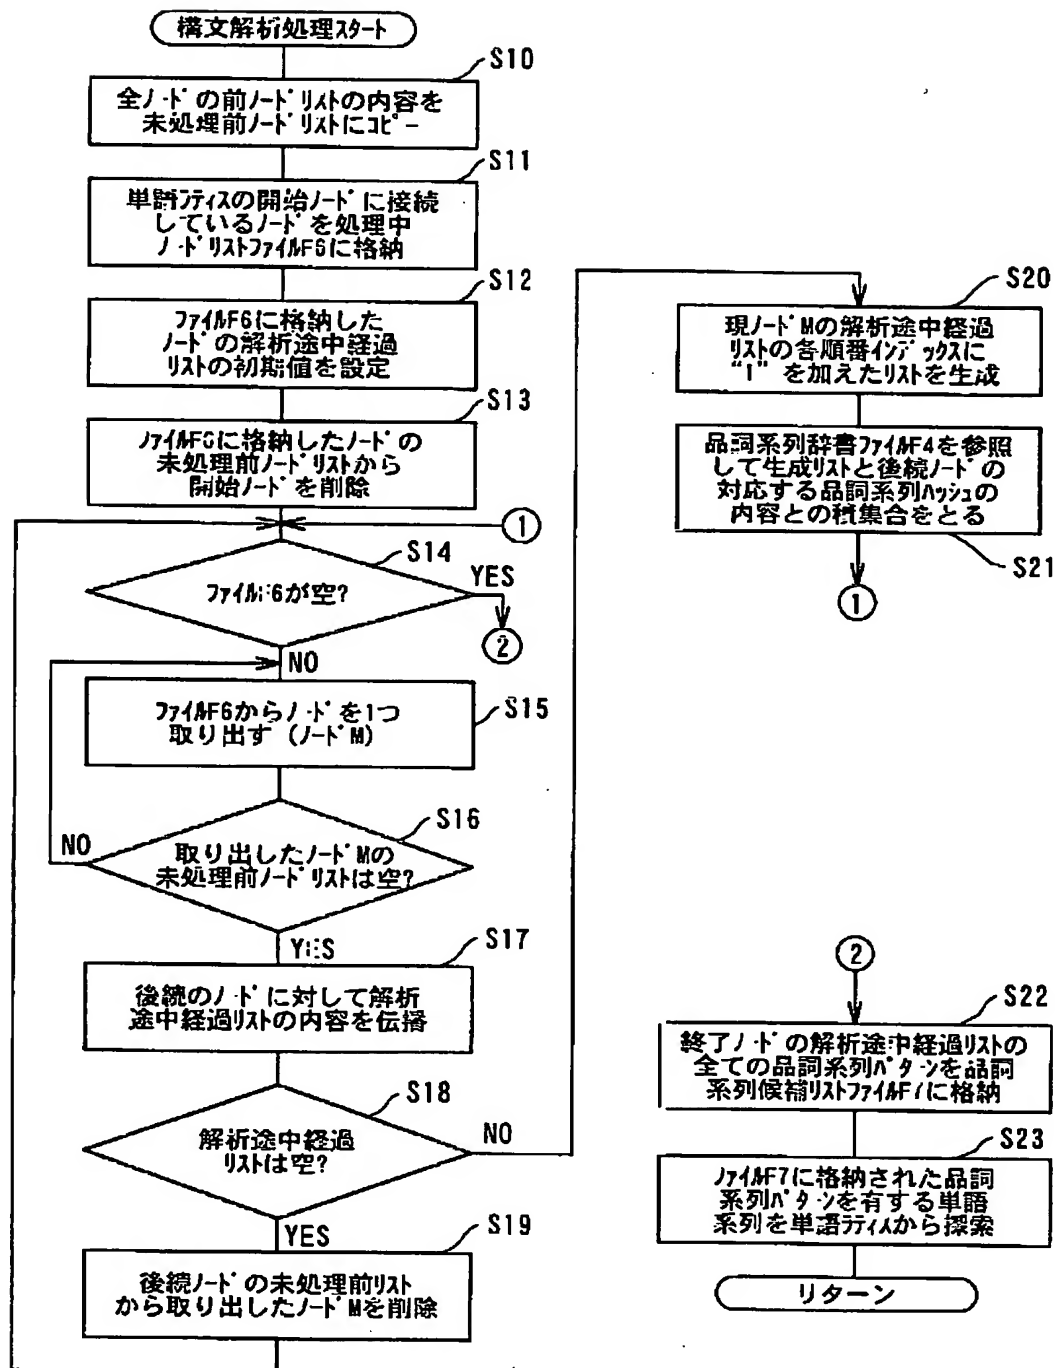 構文解析処理スタート
S10
全ノードの前ノードリストの内容を
未処理前ノードリストにコピー
S11
単語ラティスの開始ノードに接続
しているノードを処理中
ノードリストファイルF6に格納
S12
ファイルF6に格納した
ノードの解析途中経過
リストの初期値を設定
S13
ファイルF6に格納したノードの
未処理前ノードリストから
開始ノードを削除
①
S14
ファイルF6が空?
YES
②
NO
S15
ファイルF6からノードを1つ
取り出す (ノードM)
S16
取り出したノードMの
未処理前ノードリストは空?
NO
YES
S17
後続のノードに対して解析
途中経過リストの内容を伝播
S18
解析途中経過
リストは空?
NO
YES
S19
後続ノードの未処理前リスト
から取り出したノードMを削除
S20
現ノードMの解析途中経過
リストの各順番インデックスに
“1” を加えたリストを生成
品詞系列辞書ファイルF4を参照
して生成リストと後続ノードの
対応する品詞系列ハッシュの
内容との積集合をとる
S21
①
②
S22
終了ノードの解析途中経過リストの
全ての品詞系列パターンを品詞
系列候補リストファイルF7に格納
S23
ファイルF7に格納された品詞
系列パターンを有する単語
系列を単語ラティスから探索
リターン